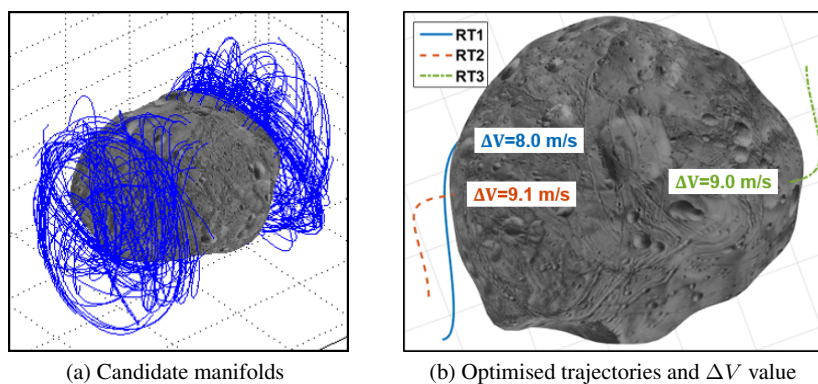 RT1
RT2
RT3
ΔV=8.0 m/s
ΔV=9.1 m/s
ΔV=9.0 m/s
(a) Candidate manifolds
(b) Optimised trajectories and ΔV value